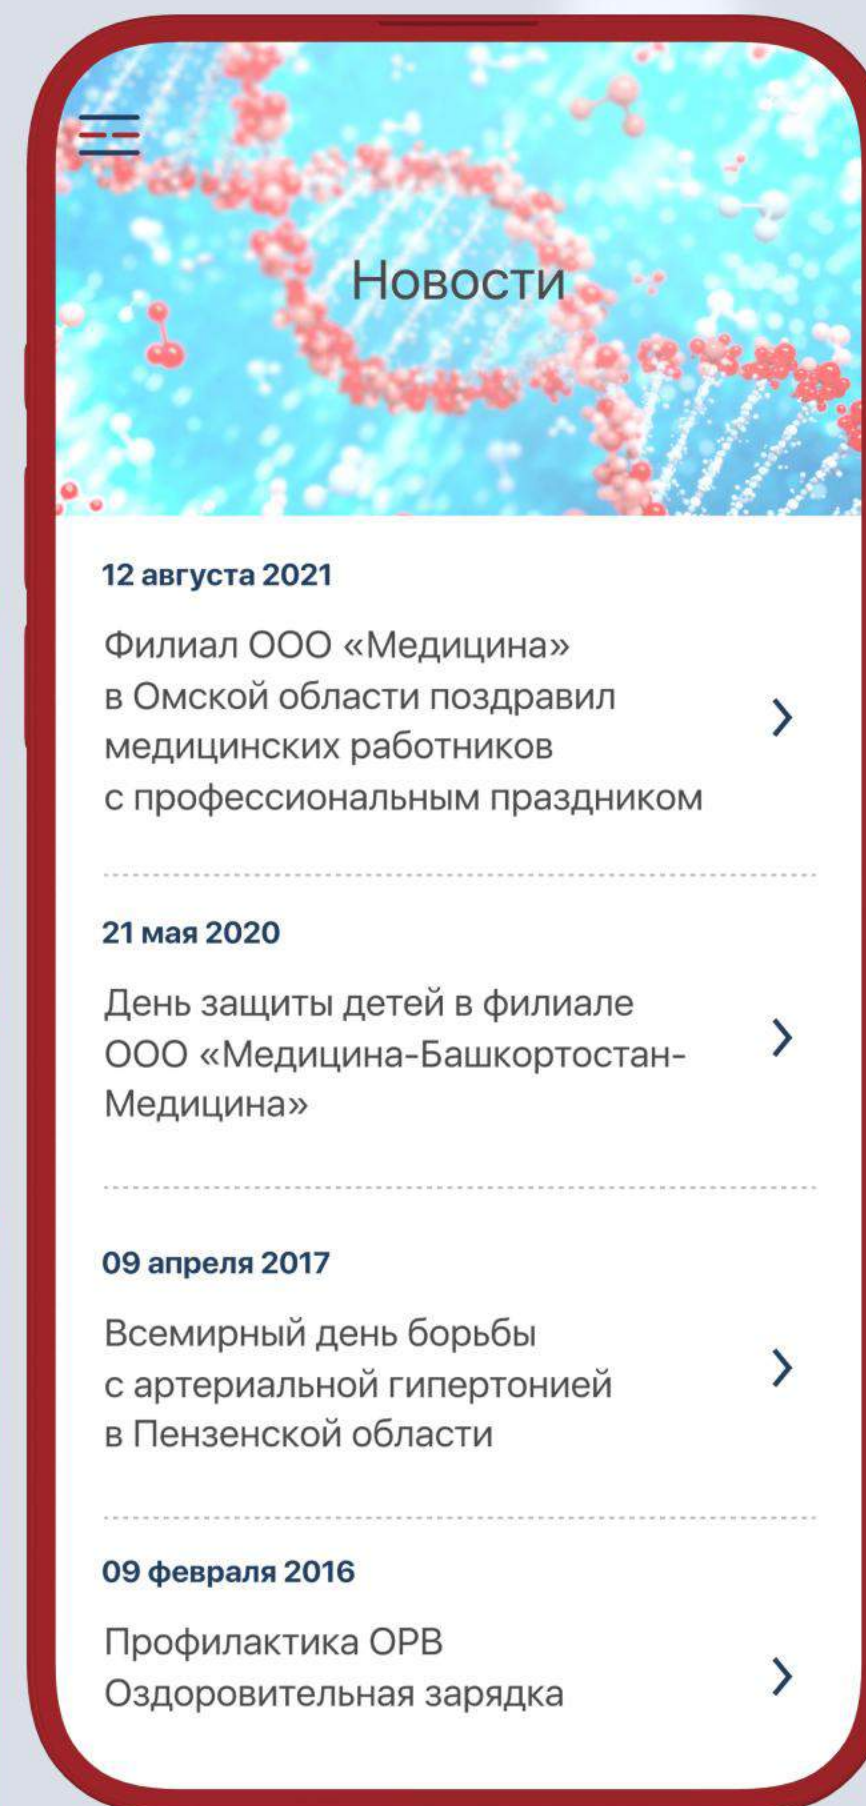 Новости
12 августа 2021
Филиал ООО «Медицина»
в Омской области поздравил
медицинских работников
с профессиональным праздником
21 мая 2020
День защиты детей в филиале
ООО «Медицина-Башкортостан-
Медицина»
09 апреля 2017
Всемирный день борьбы
с артериальной гипертонией
в Пензенской области
09 февраля 2016
Профилактика ОРВ
Оздоровительная зарядка